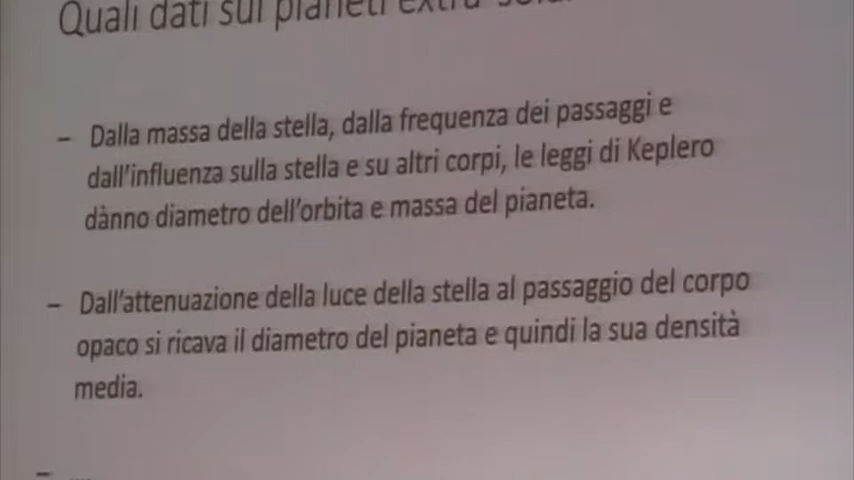 Quali dati sui pianeti extra-
– Dalla massa della stella, dalla frequenza dei passaggi e
dall'influenza sulla stella e su altri corpi, le leggi di Keplero
dànno diametro dell'orbita e massa del pianeta.
– Dall'attenuazione della luce della stella al passaggio del corpo
opaco si ricava il diametro del pianeta e quindi la sua densità
media.
– ...